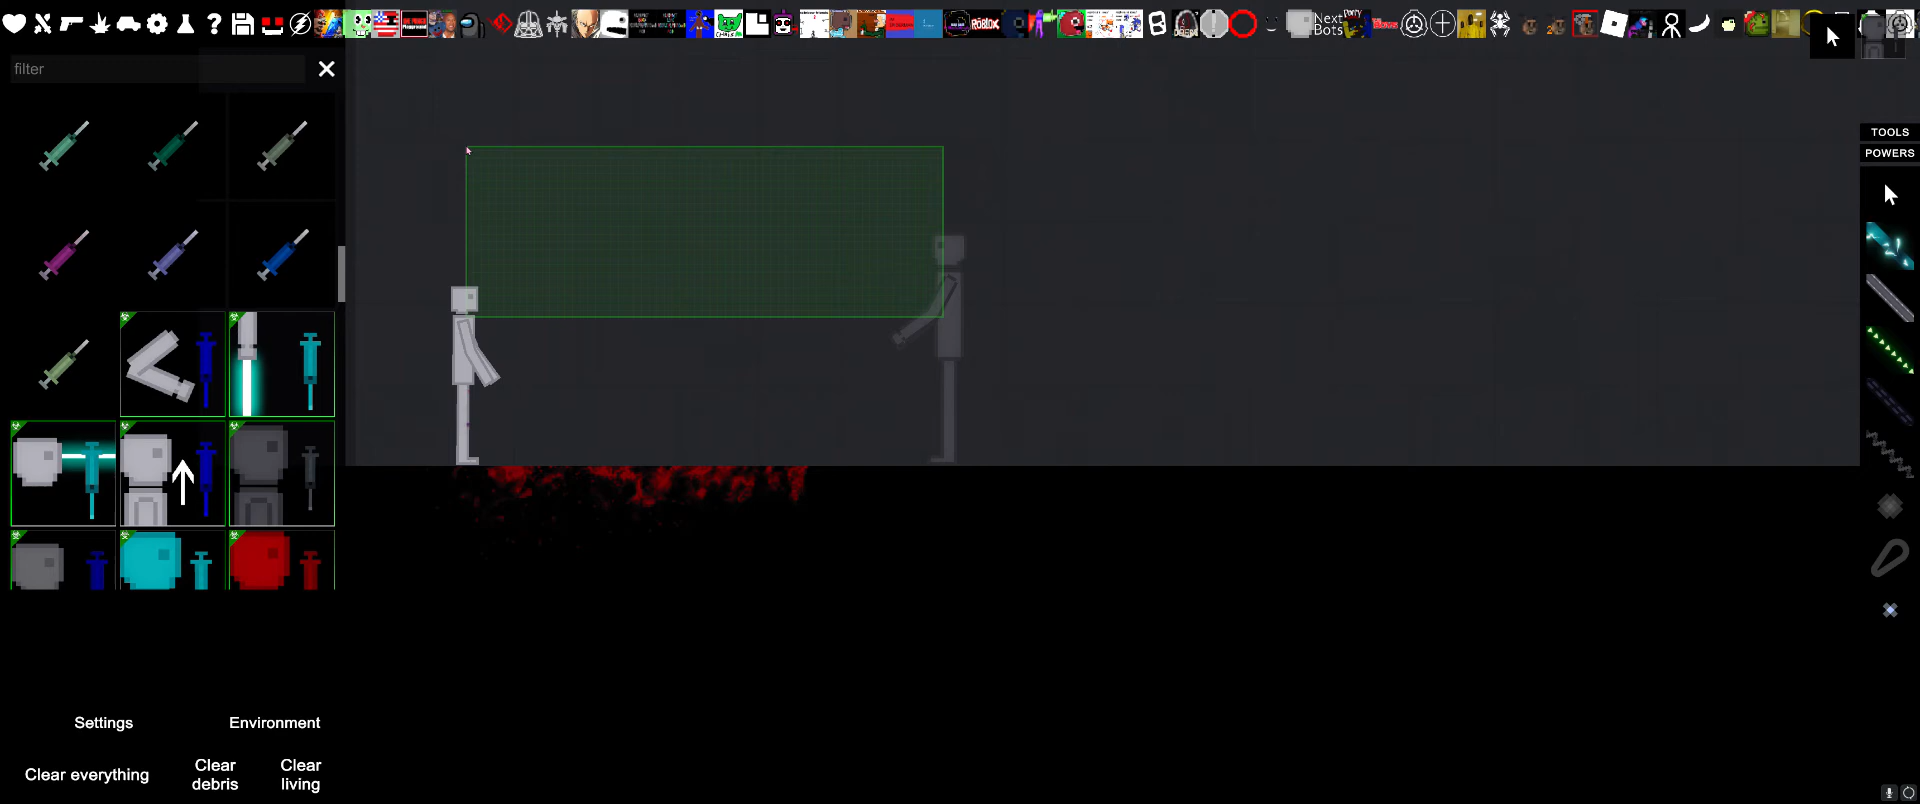 Next
Bots
ROBLOX
filter
TOOLS
POWERS
Settings
Environment
Clear everything
Clear
debris
Clear
living